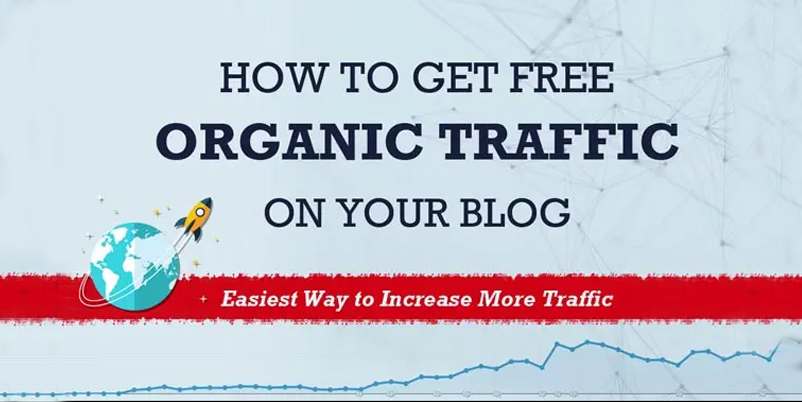 HOW TO GET FREE
ORGANIC TRAFFIC
ON YOUR BLOG
Easiest Way to Increase More Traffic